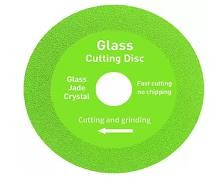 Glass
Cutting Disc
Glass
Jade
Crystal
Fast cutting
no chipping
Cutting and grinding